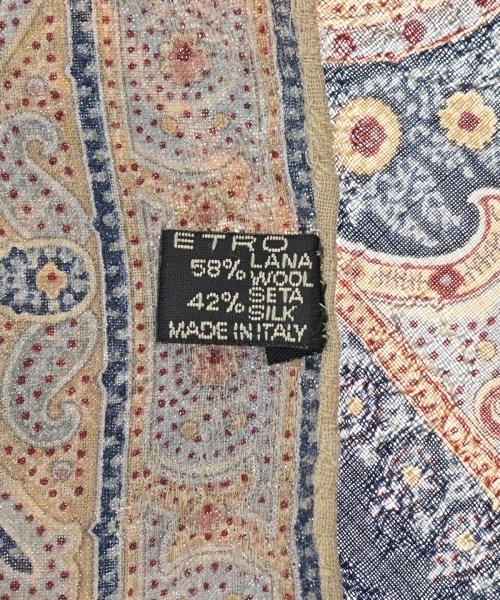 ETRO
58% LANA
WOOL
42% SETA
SILK
MADE IN ITALY